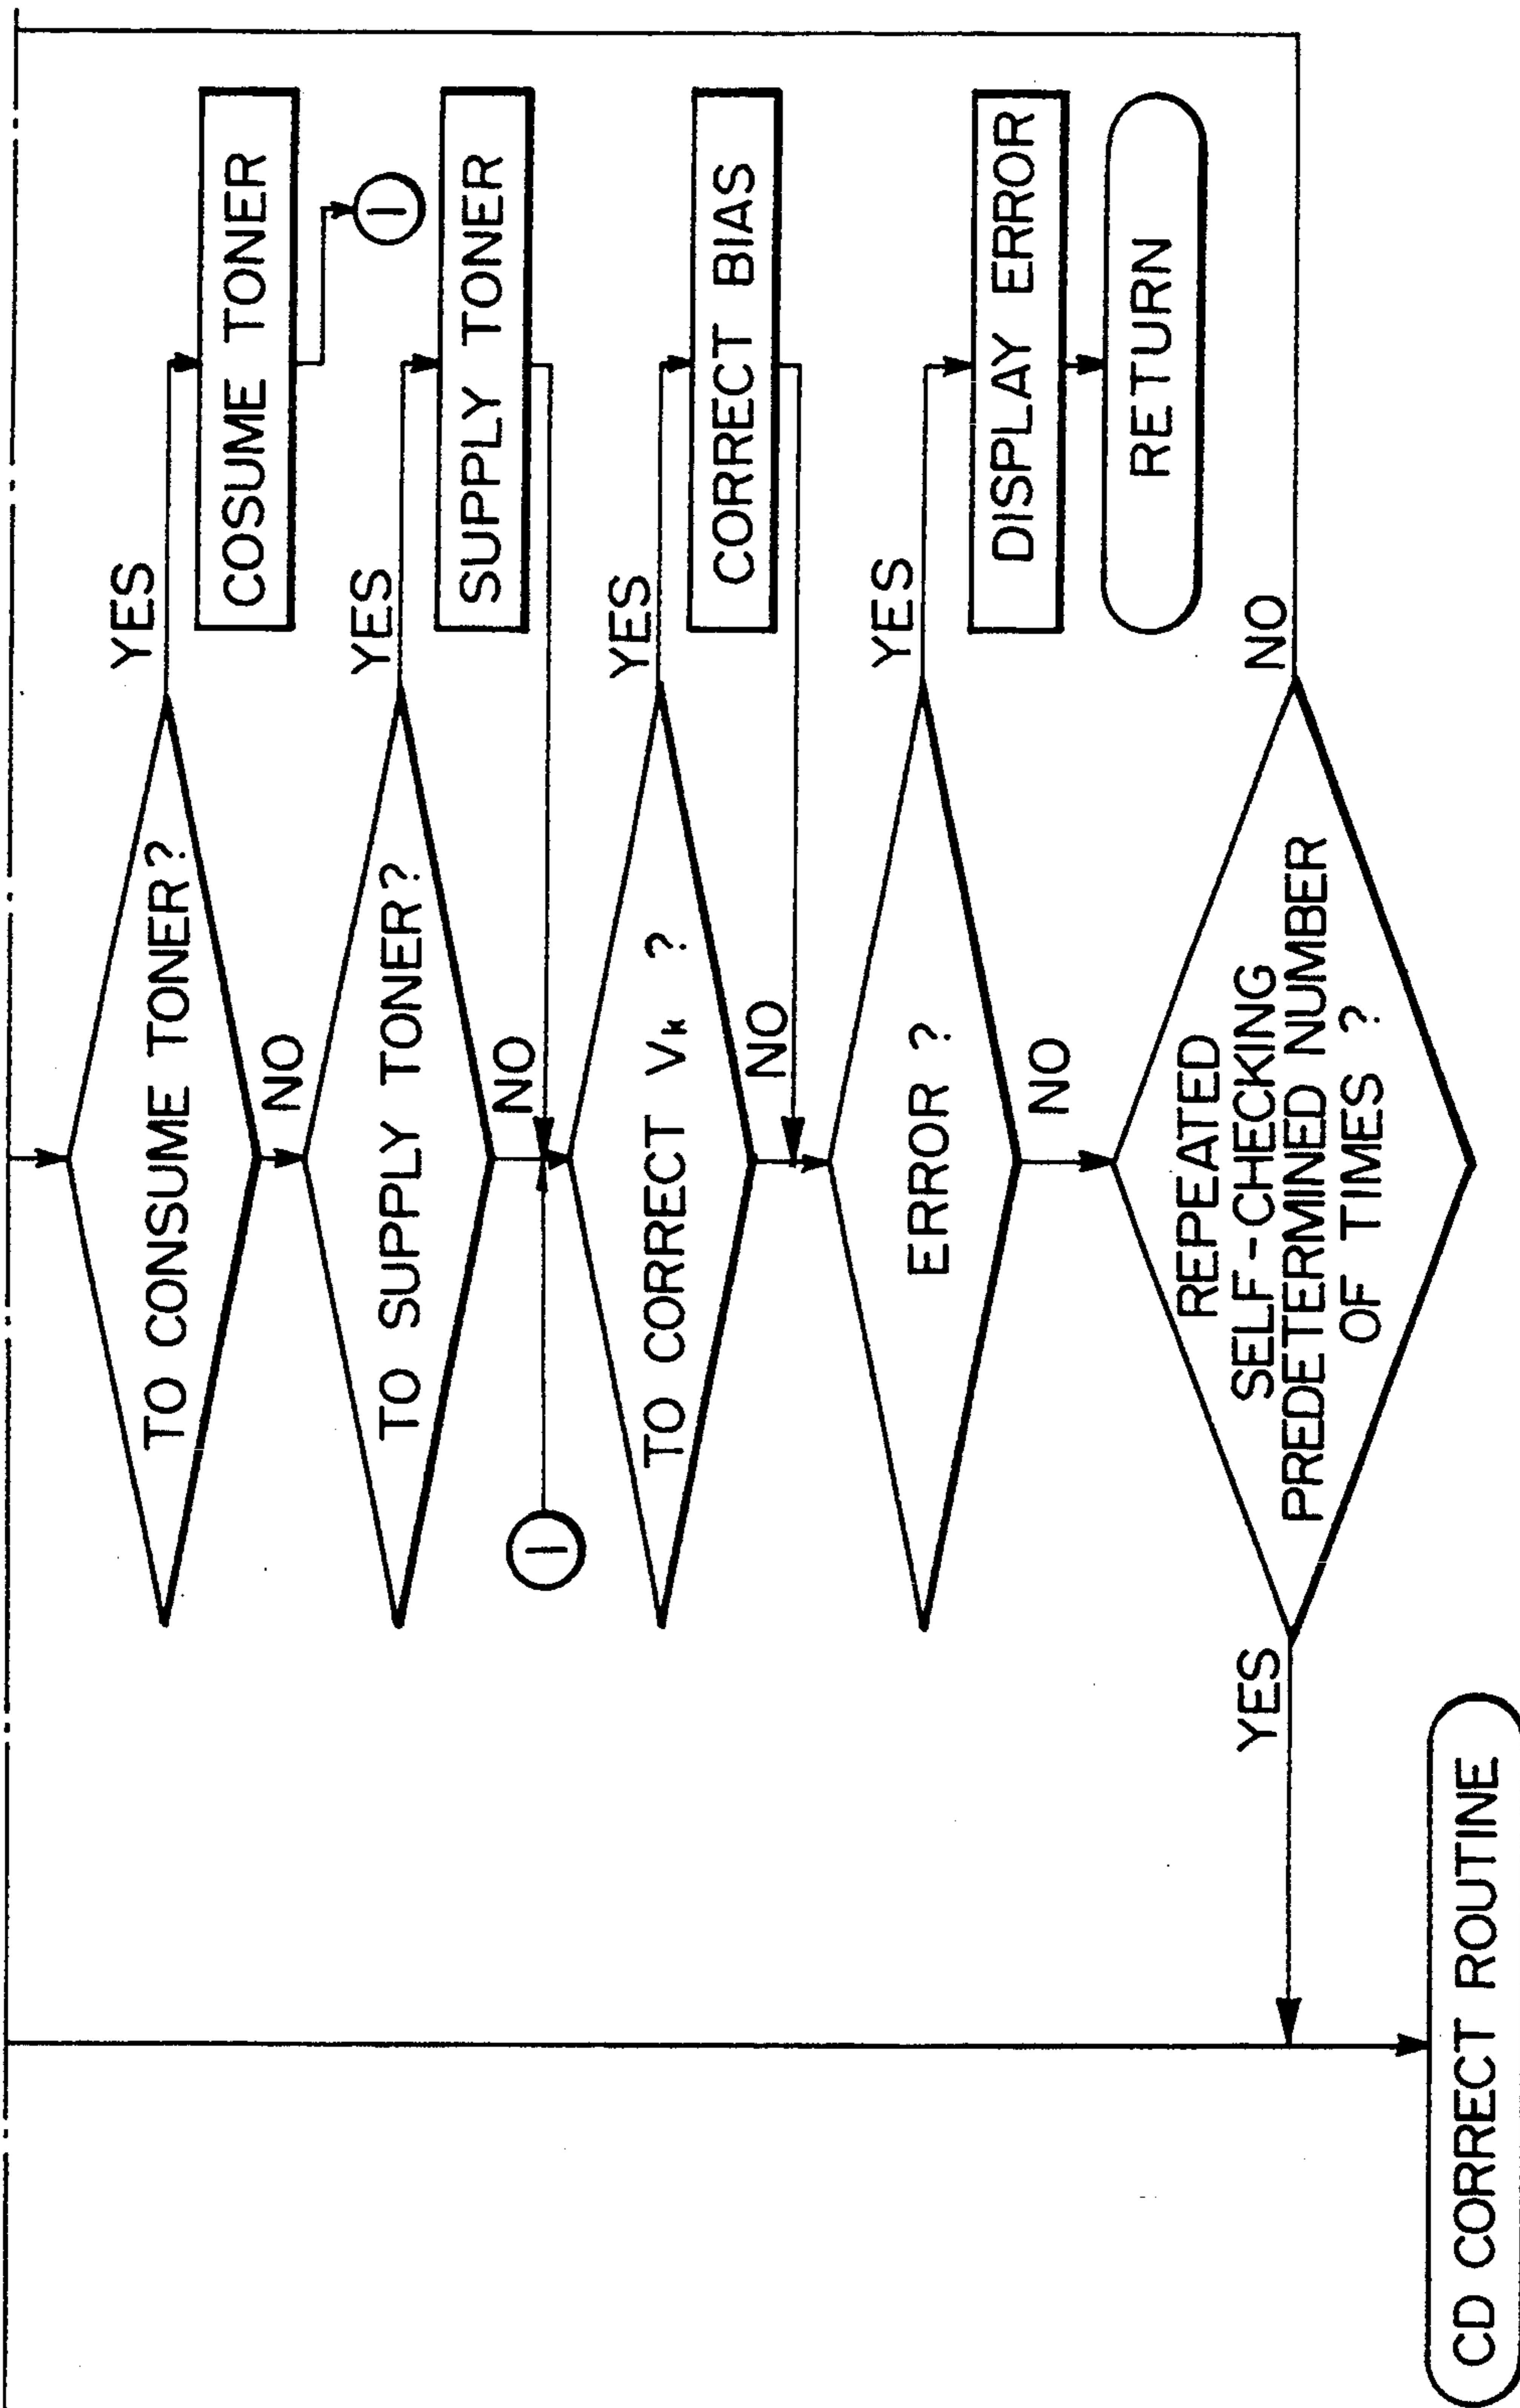 TO CONSUME TONER?
YES
COSUME TONER
1
NO
TO SUPPLY TONER?
YES
SUPPLY TONER
NO
1
TO CORRECT VK ?
YES
CORRECT BIAS
NO
ERROR ?
YES
DISPLAY ERROR
RETURN
NO
REPEATED
SELF-CHECKING
PREDETERMINED NUMBER
OF TIMES ?
NO
YES
CD CORRECT ROUTINE